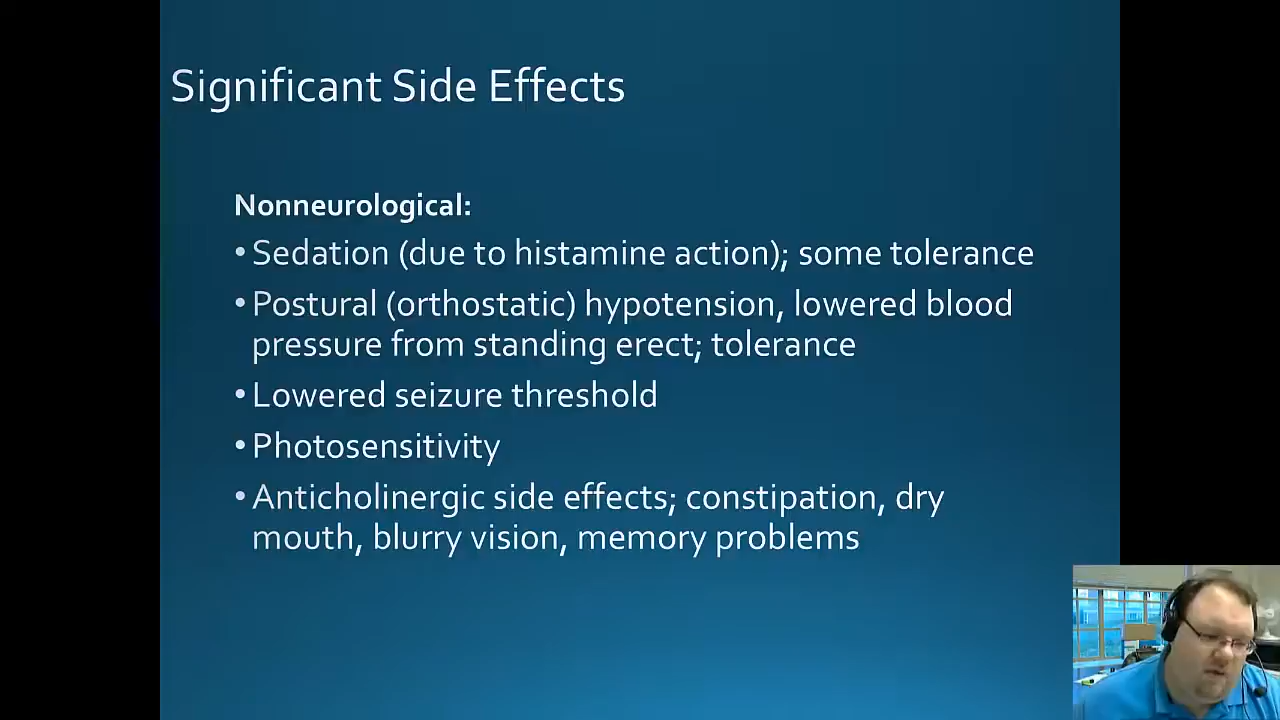 Significant Side Effects
Nonneurological:
• Sedation (due to histamine action); some tolerance
• Postural (orthostatic) hypotension, lowered blood
pressure from standing erect; tolerance
• Lowered seizure threshold
• Photosensitivity
• Anticholinergic side effects; constipation, dry
mouth, blurry vision, memory problems